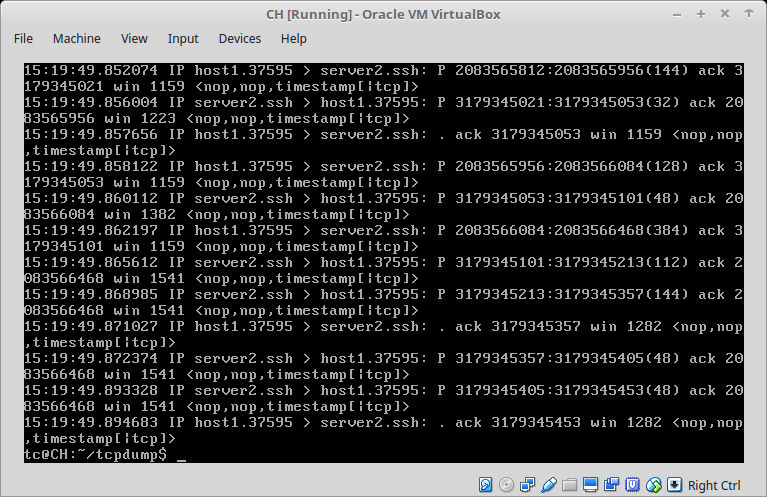 CH [Running] - Oracle VM VirtualBox
File Machine View Input Devices Help
15:19:49.852074 IP host1.37595 > server2.ssh: P 2083565812:2083565956(144) ack 3
179345021 win 1159 <nop,nop,timestamp[|tcp]>
15:19:49.856004 IP server2.ssh > host1.37595: P 3179345021:3179345053(32) ack 20
83565956 win 1223 <nop,nop,timestamp[|tcp]>
15:19:49.857656 IP host1.37595 > server2.ssh: . ack 3179345053 win 1159 <nop,nop
,timestamp[|tcp]>
15:19:49.858122 IP host1.37595 > server2.ssh: P 2083565956:2083566084(128) ack 3
179345053 win 1159 <nop,nop,timestamp[|tcp]>
15:19:49.860112 IP server2.ssh > host1.37595: P 3179345053:3179345101(48) ack 20
83566084 win 1382 <nop,nop,timestamp[|tcp]>
15:19:49.862197 IP host1.37595 > server2.ssh: P 2083566084:2083566468(384) ack 3
179345101 win 1159 <nop,nop,timestamp[|tcp]>
15:19:49.865612 IP server2.ssh > host1.37595: P 3179345101:3179345213(112) ack 2
083566468 win 1541 <nop,nop,timestamp[|tcp]>
15:19:49.868985 IP server2.ssh > host1.37595: P 3179345213:3179345357(144) ack 2
083566468 win 1541 <nop,nop,timestamp[|tcp]>
15:19:49.871027 IP host1.37595 > server2.ssh: . ack 3179345357 win 1282 <nop,nop
,timestamp[|tcp]>
15:19:49.872374 IP server2.ssh > host1.37595: P 3179345357:3179345405(48) ack 20
83566468 win 1541 <nop,nop,timestamp[|tcp]>
15:19:49.893328 IP server2.ssh > host1.37595: P 3179345405:3179345453(48) ack 20
83566468 win 1541 <nop,nop,timestamp[|tcp]>
15:19:49.894683 IP host1.37595 > server2.ssh: . ack 3179345453 win 1282 <nop,nop
,timestamp[|tcp]>
tc@CH:~/tcpdump$ _
Right Ctrl